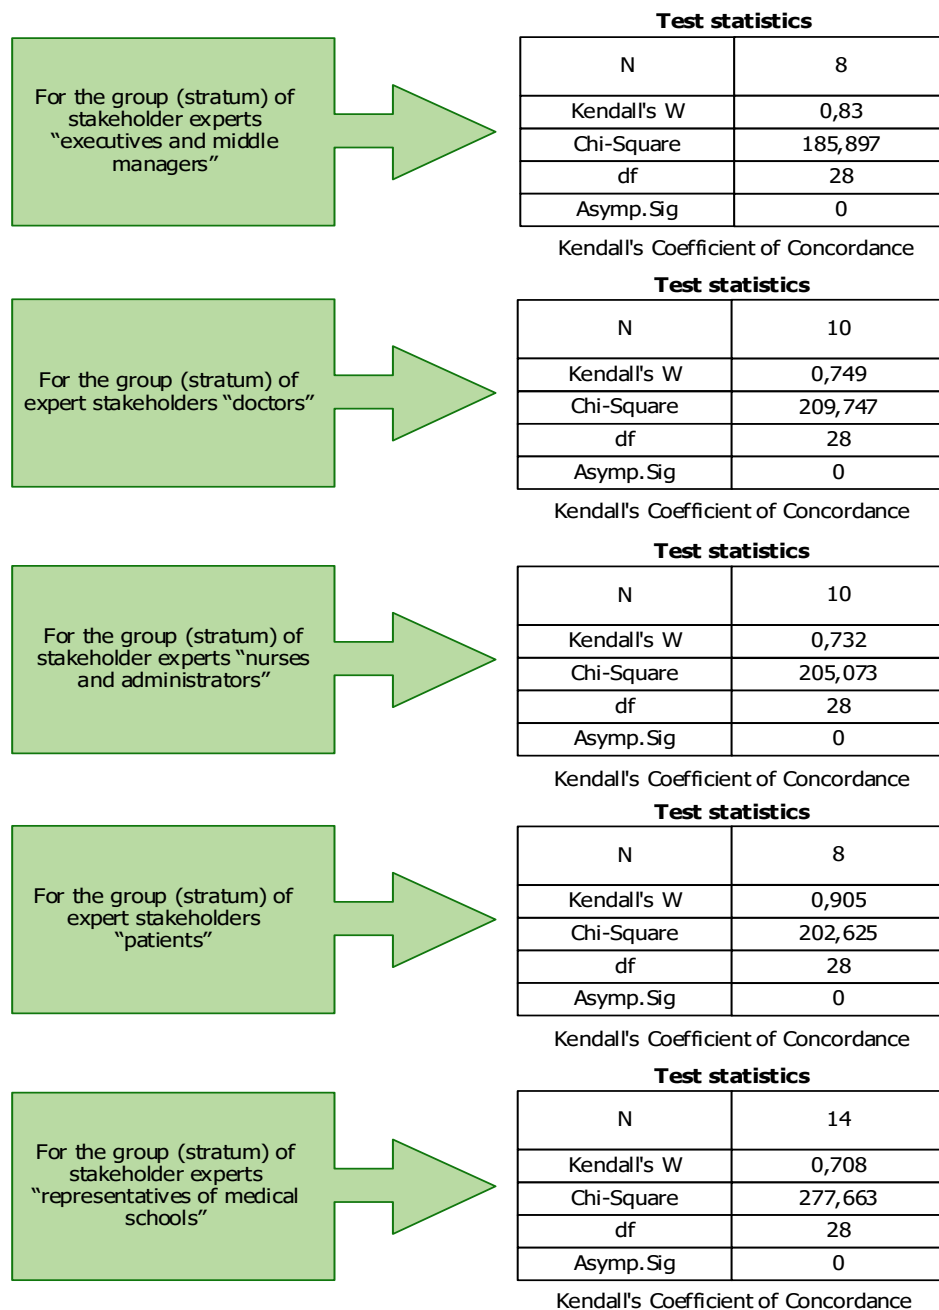 Test statistics
For the group (stratum) of
stakeholder experts
“executives and middle
managers”
N 8
Kendall's W 0,83
Chi-Square 185,897
df 28
Asymp.Sig 0
Kendall's Coefficient of Concordance
Test statistics
For the group (stratum) of
expert stakeholders “doctors”
N 10
Kendall's W 0,749
Chi-Square 209,747
df 28
Asymp.Sig 0
Kendall's Coefficient of Concordance
Test statistics
For the group (stratum) of
stakeholder experts “nurses
and administrators”
N 10
Kendall's W 0,732
Chi-Square 205,073
df 28
Asymp.Sig 0
Kendall's Coefficient of Concordance
Test statistics
For the group (stratum) of
expert stakeholders
“patients”
N 8
Kendall's W 0,905
Chi-Square 202,625
df 28
Asymp.Sig 0
Kendall's Coefficient of Concordance
Test statistics
For the group (stratum) of
stakeholder experts
“representatives of medical
schools”
N 14
Kendall's W 0,708
Chi-Square 277,663
df 28
Asymp.Sig 0
Kendall's Coefficient of Concordance